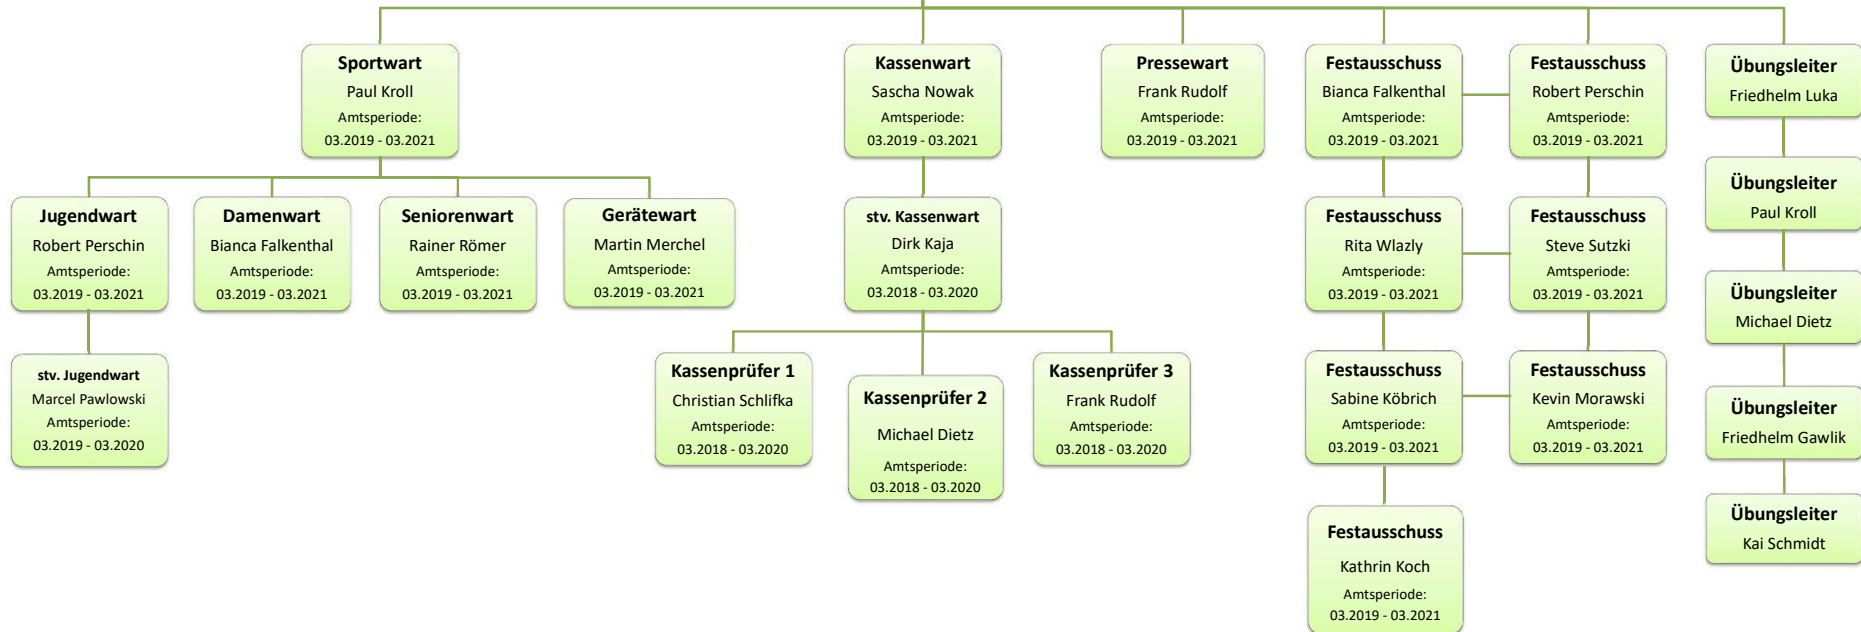 Sportwart
Paul Kroll
Amtsperiode:
03.2019 - 03.2021
Kassenwart
Sascha Nowak
Amtsperiode:
03.2019 - 03.2021
Pressewart
Frank Rudolf
Amtsperiode:
03.2019 - 03.2021
Festausschuss
Bianca Falkenthal
Amtsperiode:
03.2019 - 03.2021
Festausschuss
Robert Perschin
Amtsperiode:
03.2019 - 03.2021
Übungsleiter
Friedhelm Luka
Jugendwart
Robert Perschin
Amtsperiode:
03.2019 - 03.2021
Damenwart
Bianca Falkenthal
Amtsperiode:
03.2019 - 03.2021
Seniorenwart
Rainer Römer
Amtsperiode:
03.2019 - 03.2021
Gerätewart
Martin Merchel
Amtsperiode:
03.2019 - 03.2021
stv. Kassenwart
Dirk Kaja
Amtsperiode:
03.2018 - 03.2020
Festausschuss
Rita Wlazly
Amtsperiode:
03.2019 - 03.2021
Festausschuss
Steve Sutzki
Amtsperiode:
03.2019 - 03.2021
Übungsleiter
Paul Kroll
Übungsleiter
Michael Dietz
stv. Jugendwart
Marcel Pawlowski
Amtsperiode:
03.2019 - 03.2020
Kassenprüfer 1
Christian Schlifka
Amtsperiode:
03.2018 - 03.2020
Kassenprüfer 2
Michael Dietz
Amtsperiode:
03.2018 - 03.2020
Kassenprüfer 3
Frank Rudolf
Amtsperiode:
03.2018 - 03.2020
Festausschuss
Sabine Köbrich
Amtsperiode:
03.2019 - 03.2021
Festausschuss
Kevin Morawski
Amtsperiode:
03.2019 - 03.2021
Übungsleiter
Friedhelm Gawlik
Festausschuss
Kathrin Koch
Amtsperiode:
03.2019 - 03.2021
Übungsleiter
Kai Schmidt